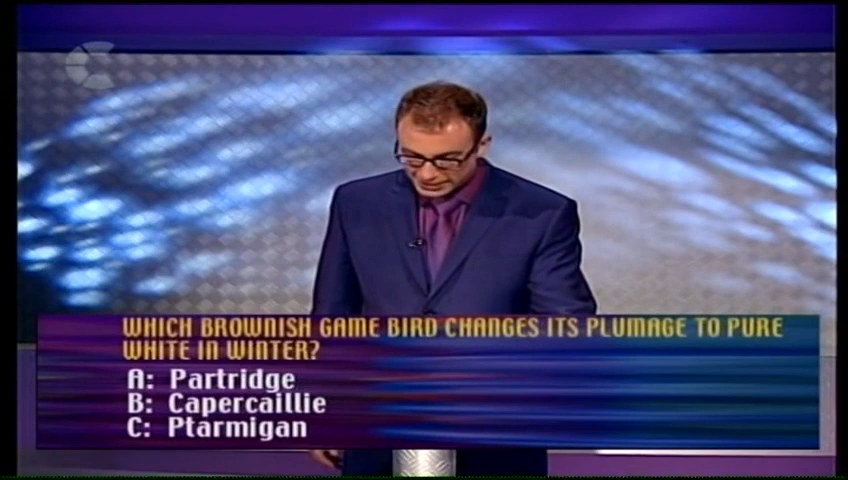 WHICH BROWNISH GAME BIRD CHANGES ITS PLUMAGE TO PURE
WHITE IN WINTER?
A: Partridge
B: Capercaillie
C: Ptarmigan